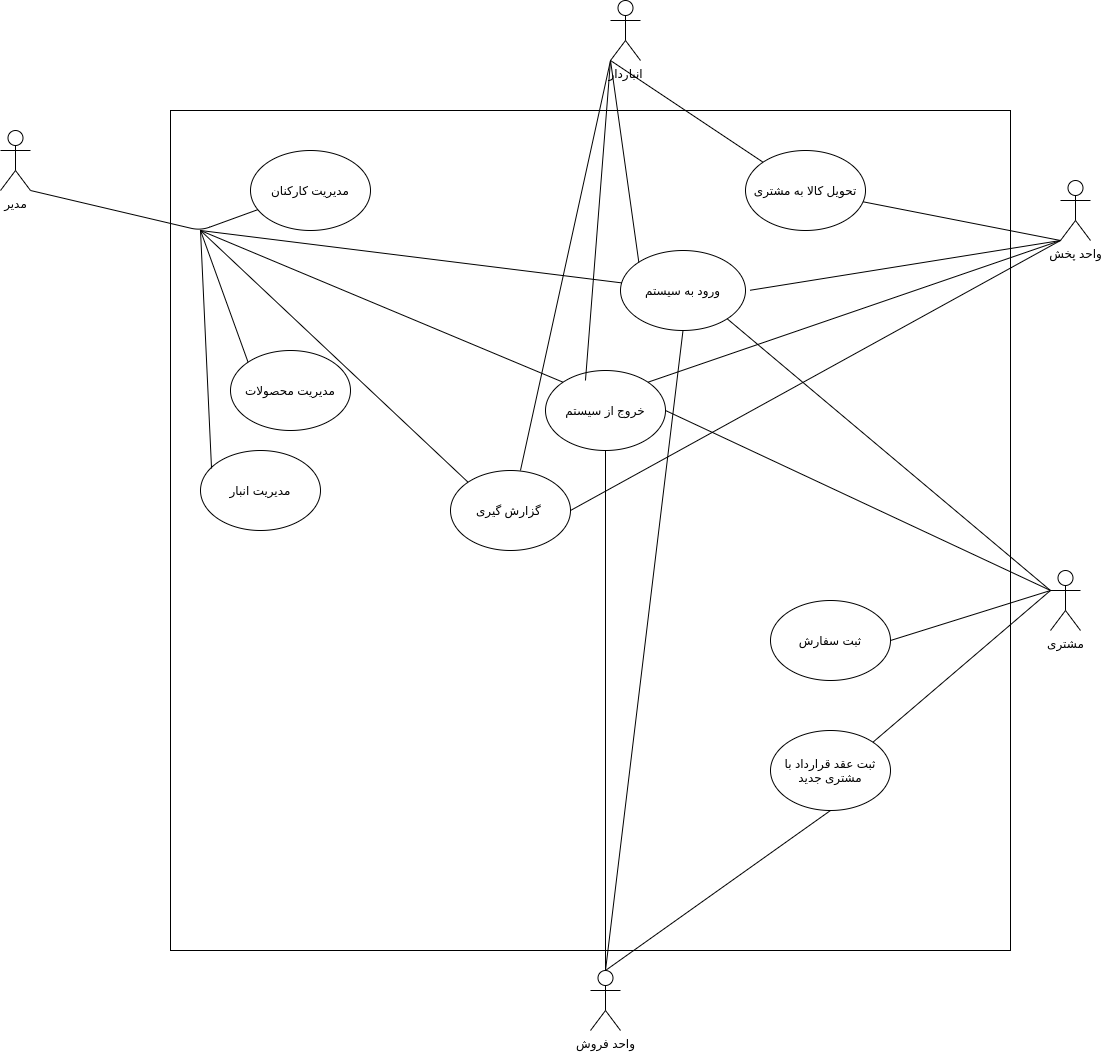 انباردار
مدیر
مدیریت کارکنان
تحویل کالا به مشتری
واحد پخش
ورود به سیستم
مدیریت محصولات
خروج از سیستم
مدیریت انبار
گزارش گیری
ثبت سفارش
مشتری
ثبت عقد قرارداد با
مشتری جدید
واحد فروش